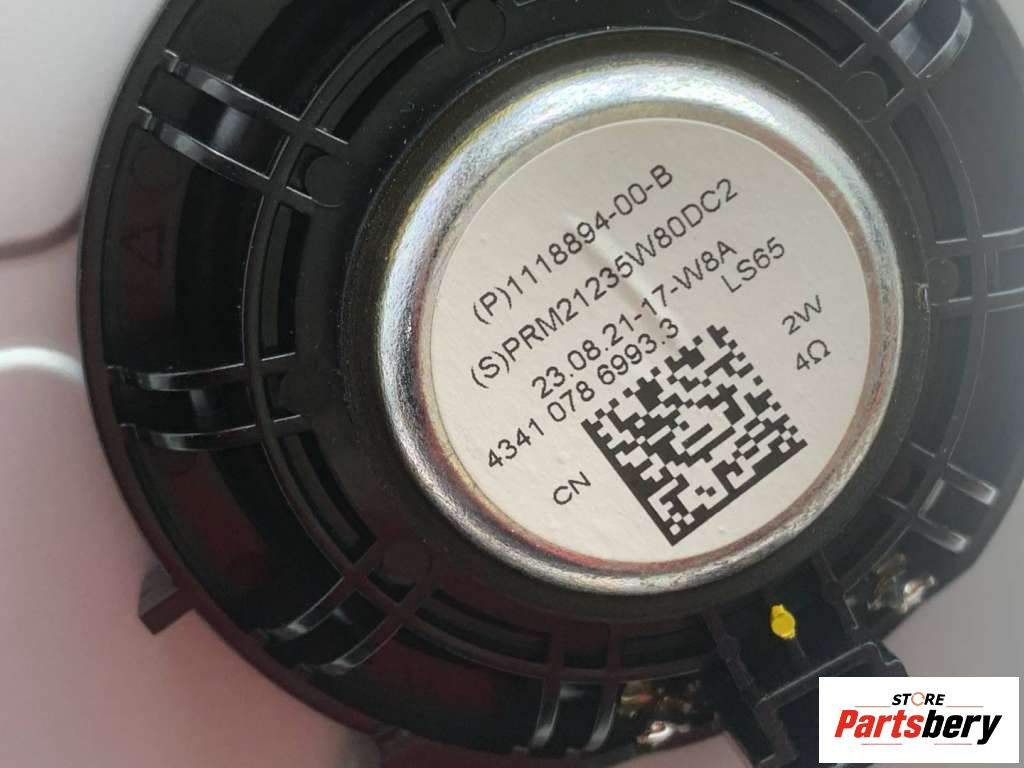 (P)1118894-00-B
(S)PRM21235W80DC2
23.08.21-17-W8A
4341 078 6993.3
LS65
CN
2W
4Ω
STORE
Partsbery